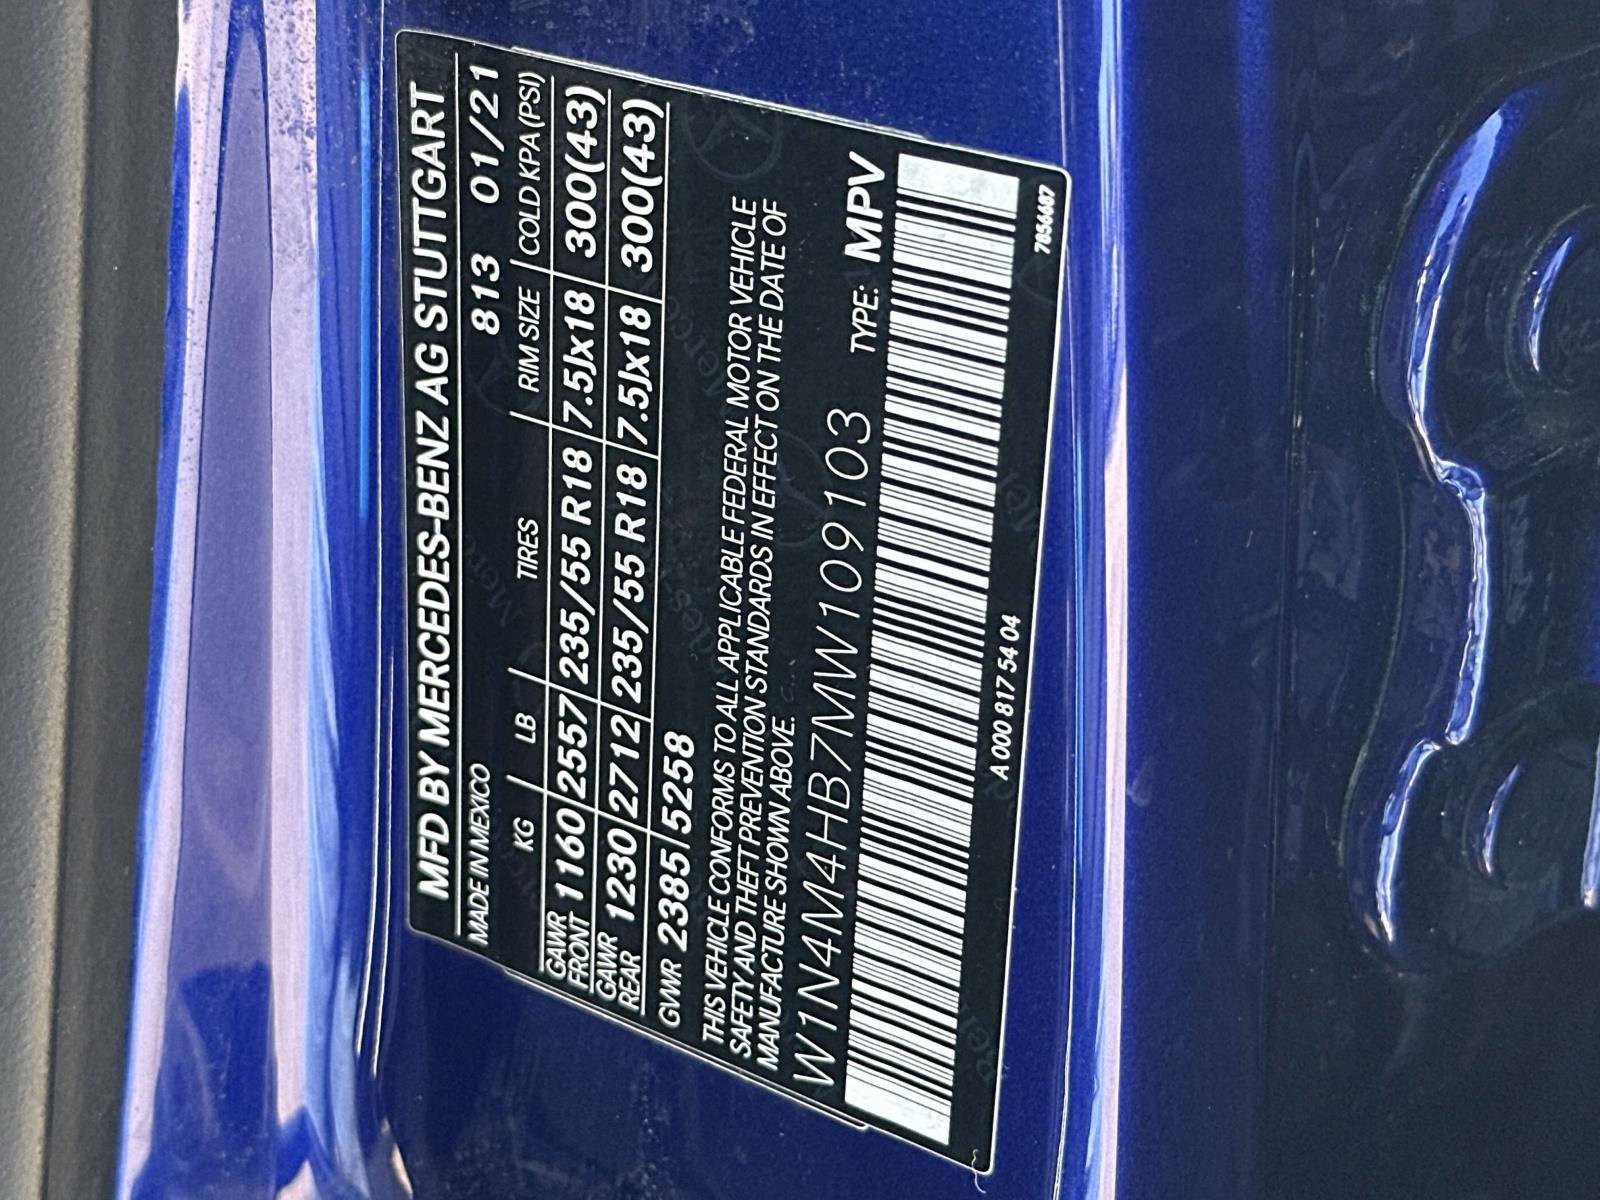 MFD BY MERCEDES-BENZ AG STUTTGART
MADE IN MEXICO 813 01/21
KG LB TIRES RIM SIZE COLD KPA(PSI)
GAWR FRONT 1160 2557 235/55 R18 7.5Jx18 300(43)
GAWR REAR 1230 2712 235/55 R18 7.5Jx18 300(43)
GVWR 2385 5258
THIS VEHICLE CONFORMS TO ALL APPLICABLE FEDERAL MOTOR VEHICLE
SAFETY AND THEFT PREVENTION STANDARDS IN EFFECT ON THE DATE OF
MANUFACTURE SHOWN ABOVE.
W1N4M4HB7MW109103 TYPE: MPV
A 000 817 54 04 7056687